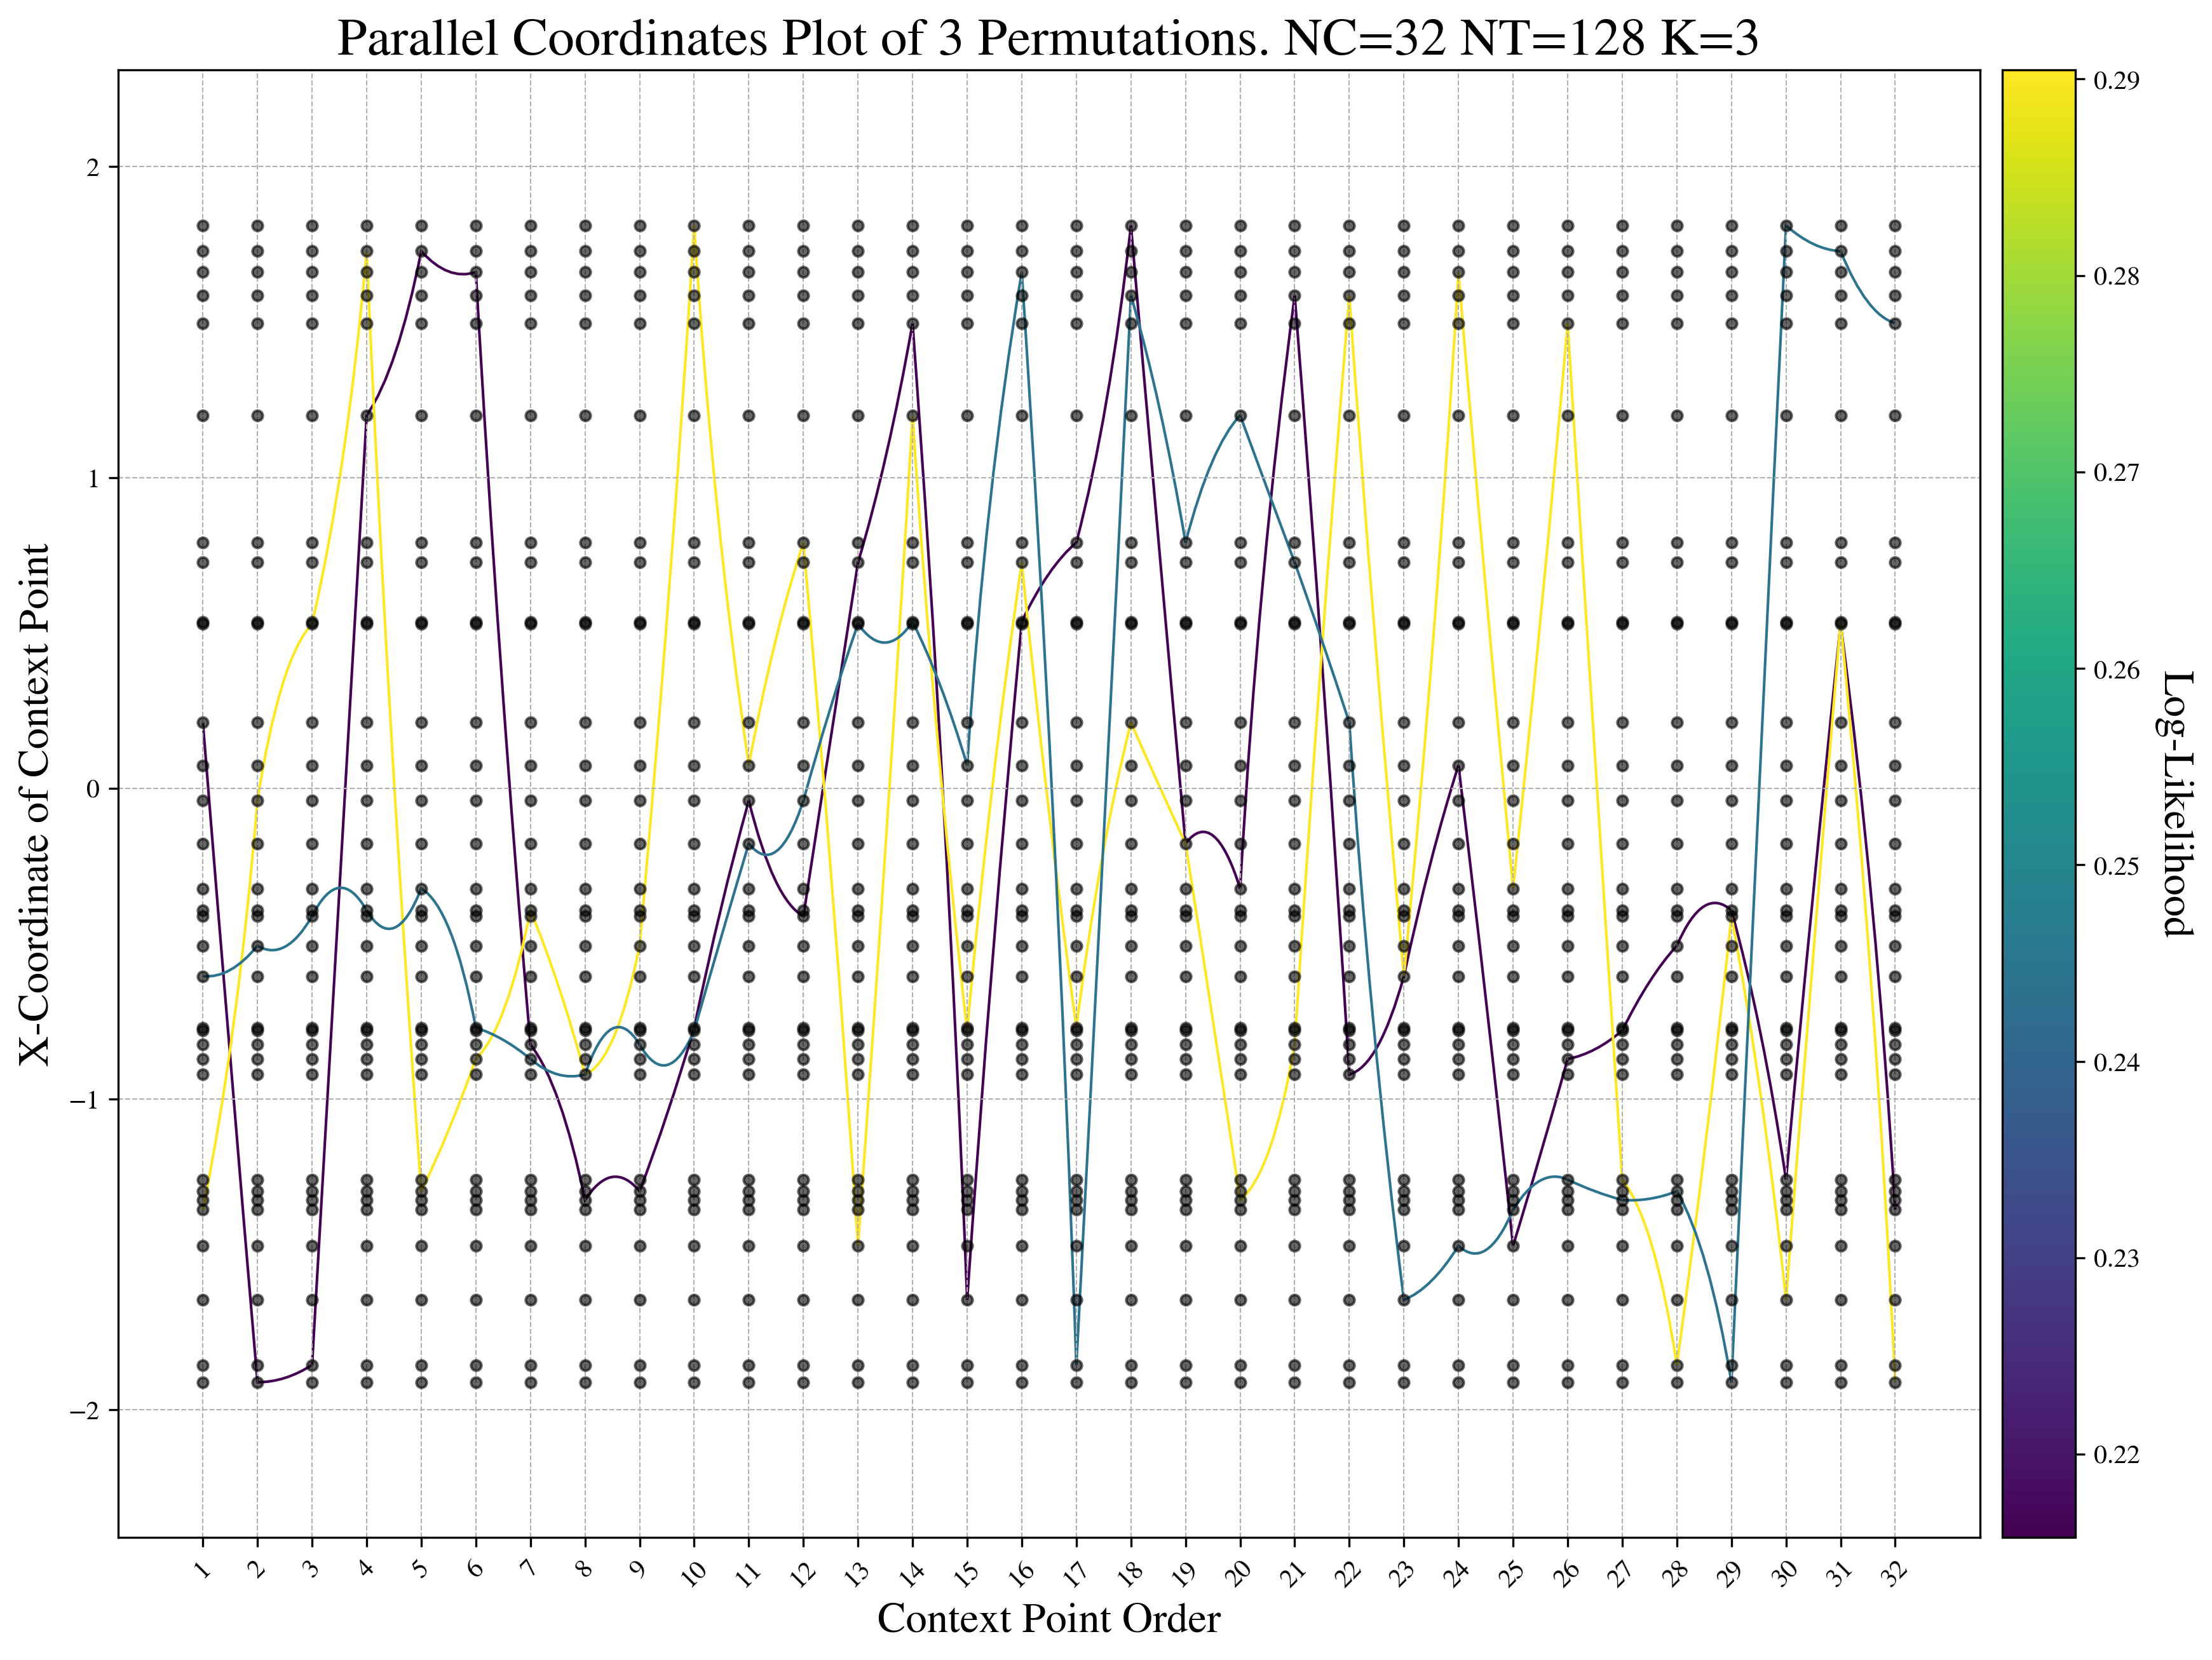 Parallel Coordinates Plot of 3 Permutations. NC=32 NT=128 K=3
X-Coordinate of Context Point
2
1
0
−1
−2
1 2 3 4 5 6 7 8 9 10 11 12 13 14 15 16 17 18 19 20 21 22 23 24 25 26 27 28 29 30 31 32
Context Point Order
0.29
0.28
0.27
0.26
0.25
0.24
0.23
0.22
Log-Likelihood